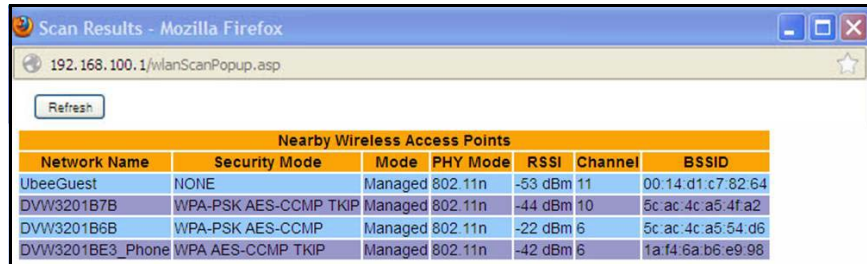 Scan Results - Mozilla Firefox
192.168.100.1/wlanScanPopup.asp
Refresh
Nearby Wireless Access Points
Network Name Security Mode Mode PHY Mode RSSI Channel BSSID
UbeeGuest NONE Managed 802.11n -53 dBm 11 00:14:d1:c7:82:64
DVW3201B7B WPA-PSK AES-CCMP TKIP Managed 802.11n -44 dBm 10 5c:ac:4c:a5:4f:a2
DVW3201B6B WPA-PSK AES-CCMP Managed 802.11n -22 dBm 6 5c:ac:4c:a5:54:d6
DVW3201BE3_Phone WPA AES-CCMP TKIP Managed 802.11n -42 dBm 6 1a:f4:6a:b6:e9:98